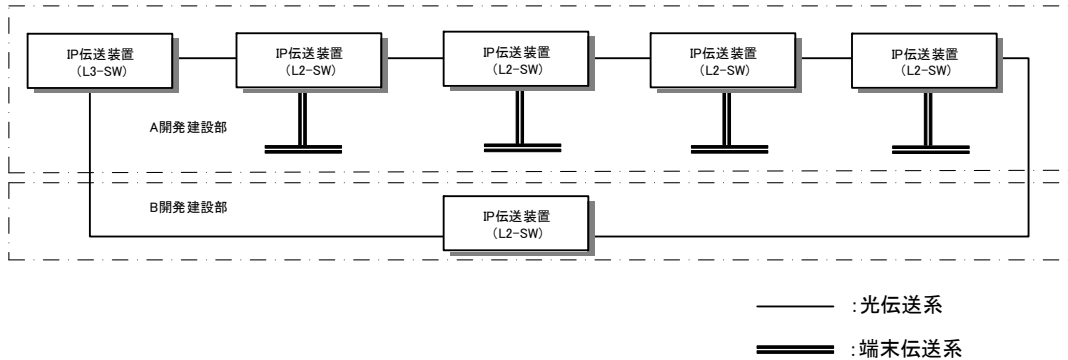 IP伝送装置
(L3-SW)
IP伝送装置
(L2-SW)
IP伝送装置
(L2-SW)
IP伝送装置
(L2-SW)
IP伝送装置
(L2-SW)
A開発建設部
B開発建設部
IP伝送装置
(L2-SW)
:光伝送系
:端末伝送系